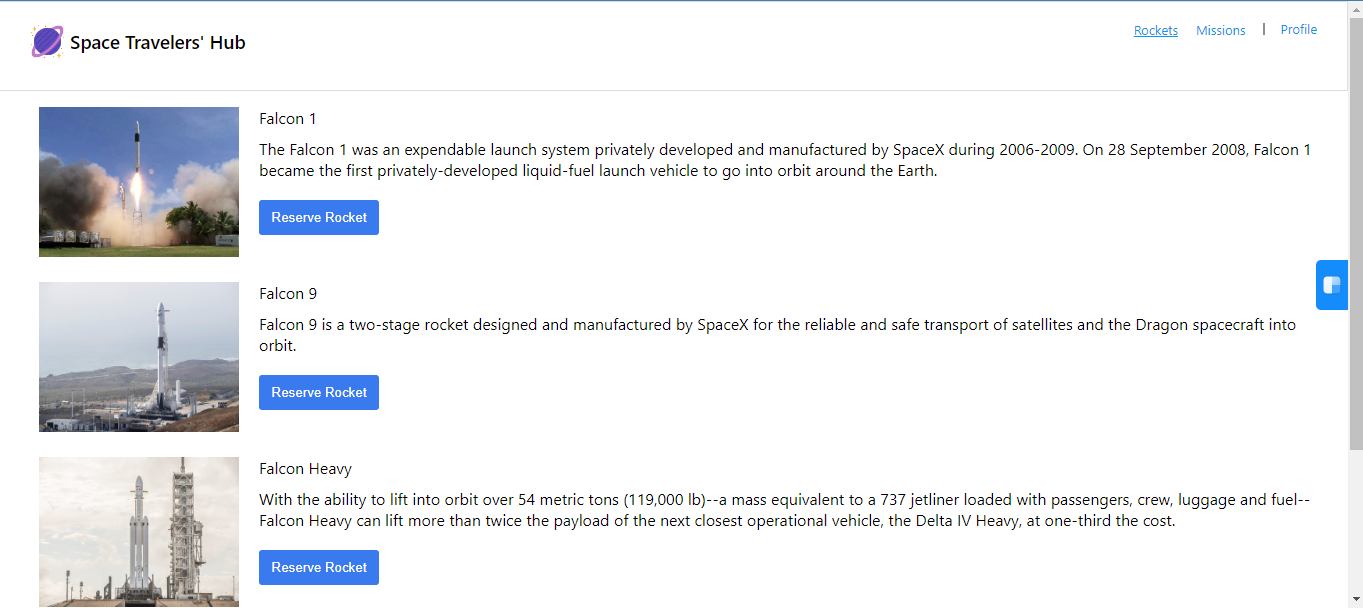 Space Travelers' Hub
Rockets Missions | Profile
Falcon 1
The Falcon 1 was an expendable launch system privately developed and manufactured by SpaceX during 2006-2009. On 28 September 2008, Falcon 1
became the first privately-developed liquid-fuel launch vehicle to go into orbit around the Earth.
Reserve Rocket
Falcon 9
Falcon 9 is a two-stage rocket designed and manufactured by SpaceX for the reliable and safe transport of satellites and the Dragon spacecraft into
orbit.
Reserve Rocket
Falcon Heavy
With the ability to lift into orbit over 54 metric tons (119,000 lb)--a mass equivalent to a 737 jetliner loaded with passengers, crew, luggage and fuel--
Falcon Heavy can lift more than twice the payload of the next closest operational vehicle, the Delta IV Heavy, at one-third the cost.
Reserve Rocket